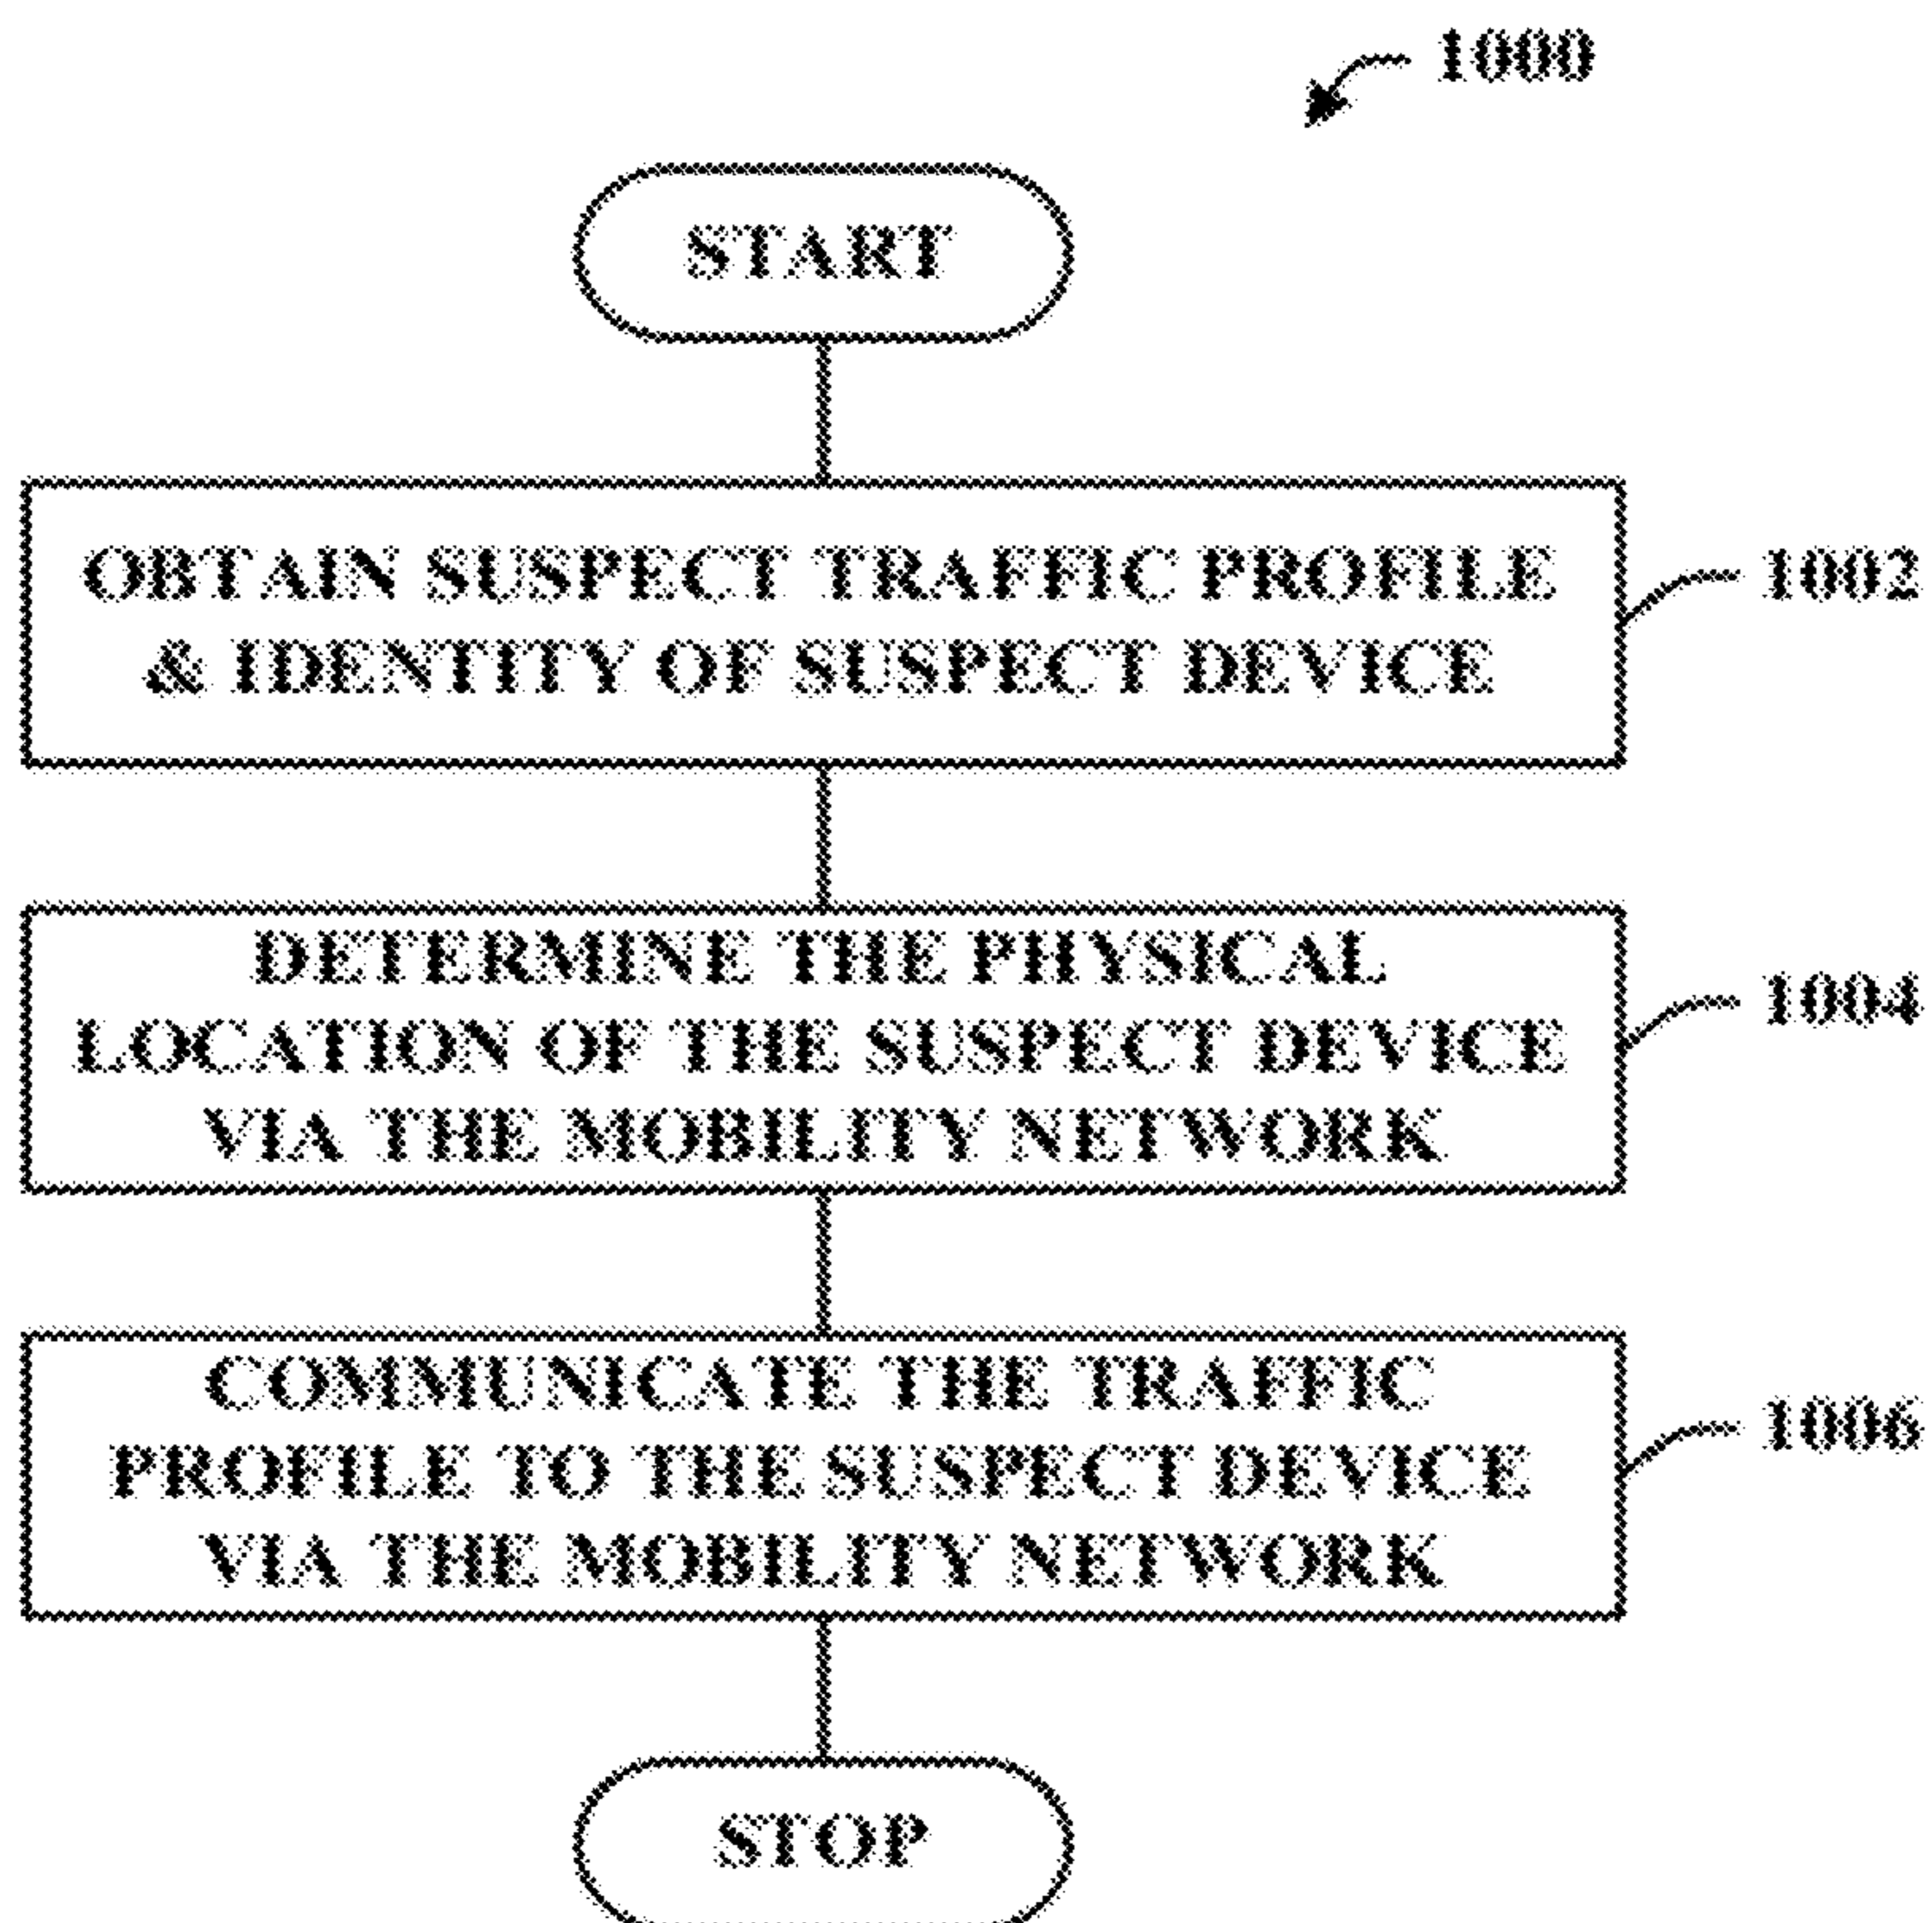 1000
START
OBTAIN SUSPECT TRAFFIC PROFILE
& IDENTITY OF SUSPECT DEVICE
1002
DETERMINE THE PHYSICAL
LOCATION OF THE SUSPECT DEVICE
VIA THE MOBILITY NETWORK
1004
COMMUNICATE THE TRAFFIC
PROFILE TO THE SUSPECT DEVICE
VIA THE MOBILITY NETWORK
1006
STOP